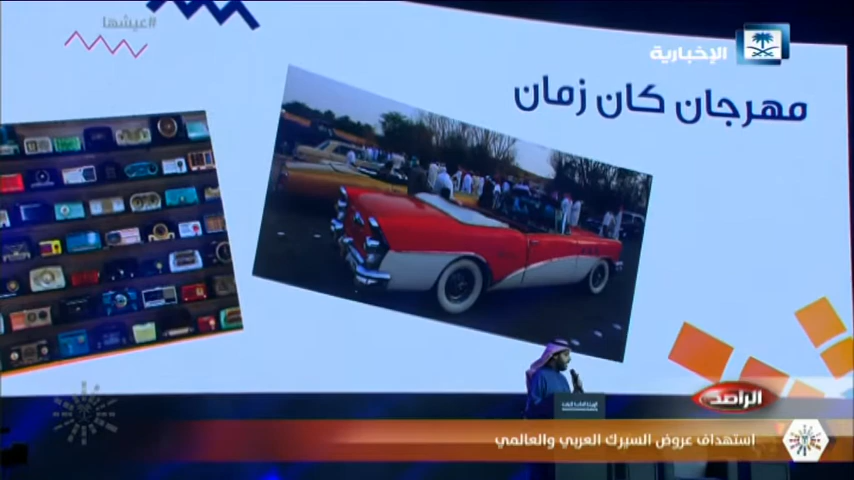 #عيشها
الإخبارية
مهرجان كان زمان
الراصد
استهداف عروض السيرك العربي والعالمي